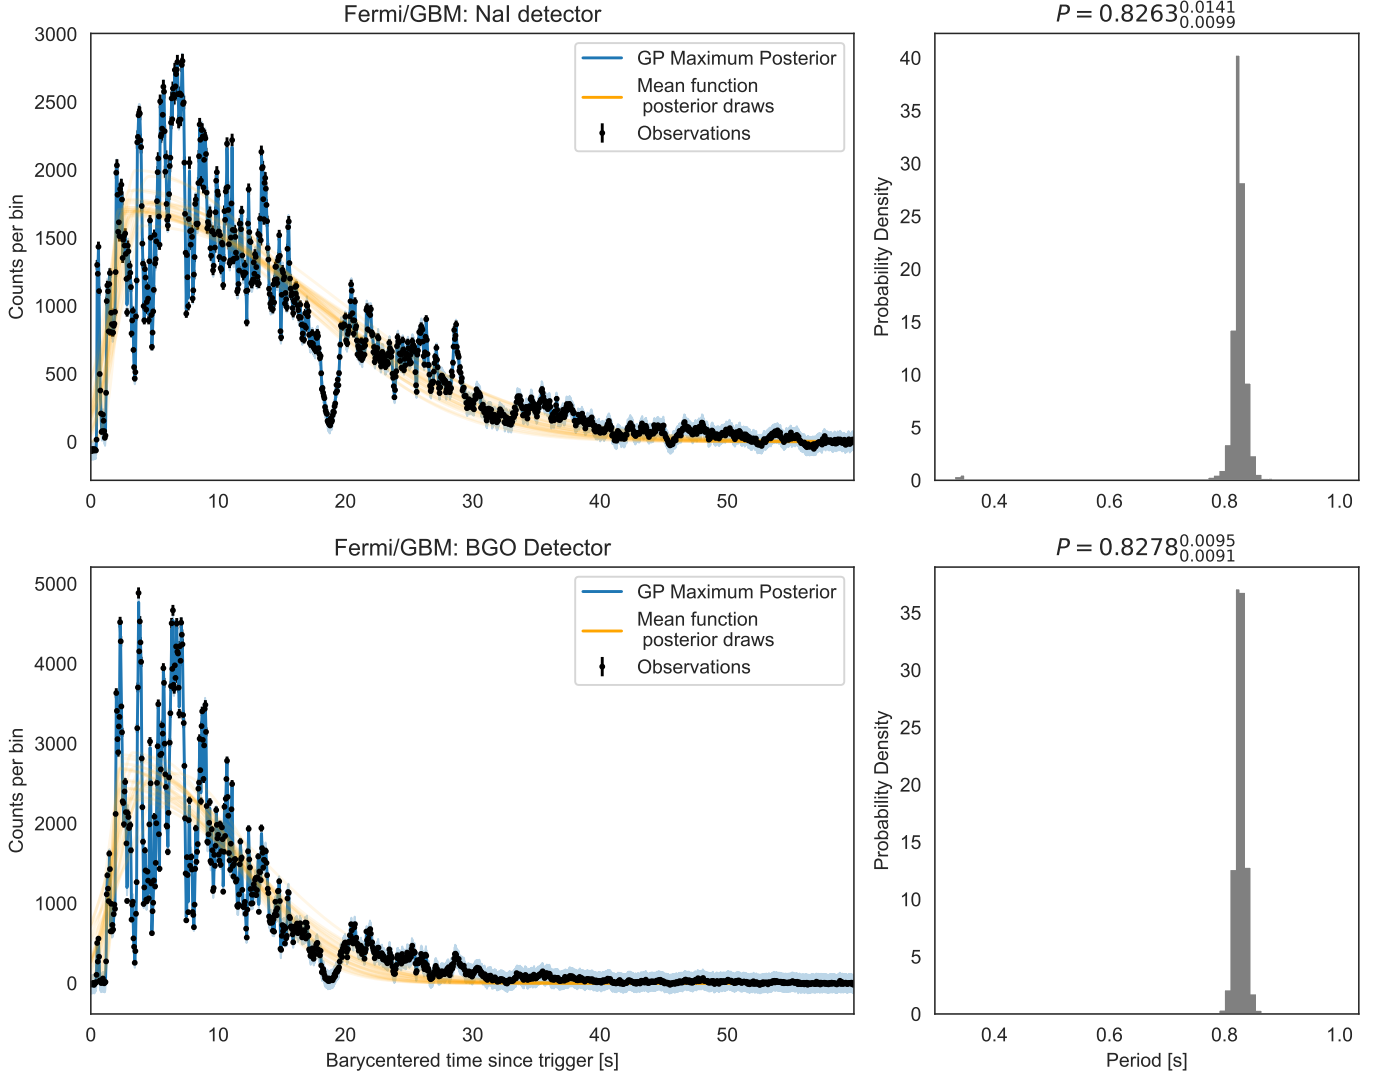 Fermi/GBM: NaI detector
P = 0.8263^{0.0141}_{0.0099}
3000
2500
2000
1500
1000
500
0
Counts per bin
GP Maximum Posterior
Mean function
posterior draws
Observations
0 10 20 30 40 50
40
35
30
25
20
15
10
5
0
Probability Density
0.4 0.6 0.8 1.0
Fermi/GBM: BGO Detector
P = 0.8278^{0.0095}_{0.0091}
5000
4000
3000
2000
1000
0
Counts per bin
GP Maximum Posterior
Mean function
posterior draws
Observations
0 10 20 30 40 50
Barycentered time since trigger [s]
35
30
25
20
15
10
5
0
Probability Density
0.4 0.6 0.8 1.0
Period [s]